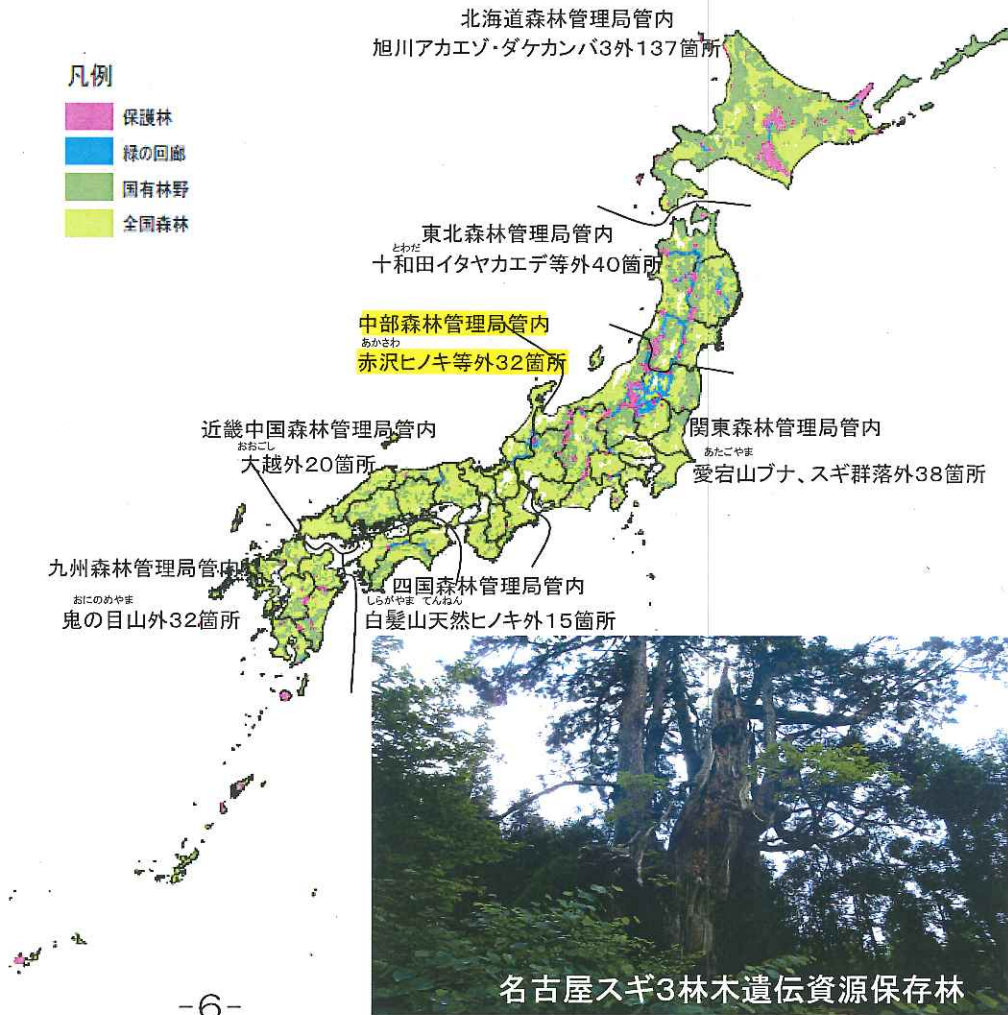 北海道森林管理局管内
旭川アカエゾ・ダケカンバ3外137箇所
凡例
保護林
緑の回廊
国有林野
全国森林
東北森林管理局管内
とわだ
十和田イタヤカエデ等外40箇所
中部森林管理局管内
あかさわ
赤沢ヒノキ等外32箇所
近畿中国森林管理局管内
おおごし
大越外20箇所
関東森林管理局管内
あたごやま
愛宕山ブナ、スギ群落外38箇所
九州森林管理局管内
おにのめやま
鬼の目山外32箇所
四国森林管理局管内
しらがやま てんねん
白髪山天然ヒノキ外15箇所
名古屋スギ3林木遺伝資源保存林
-6-